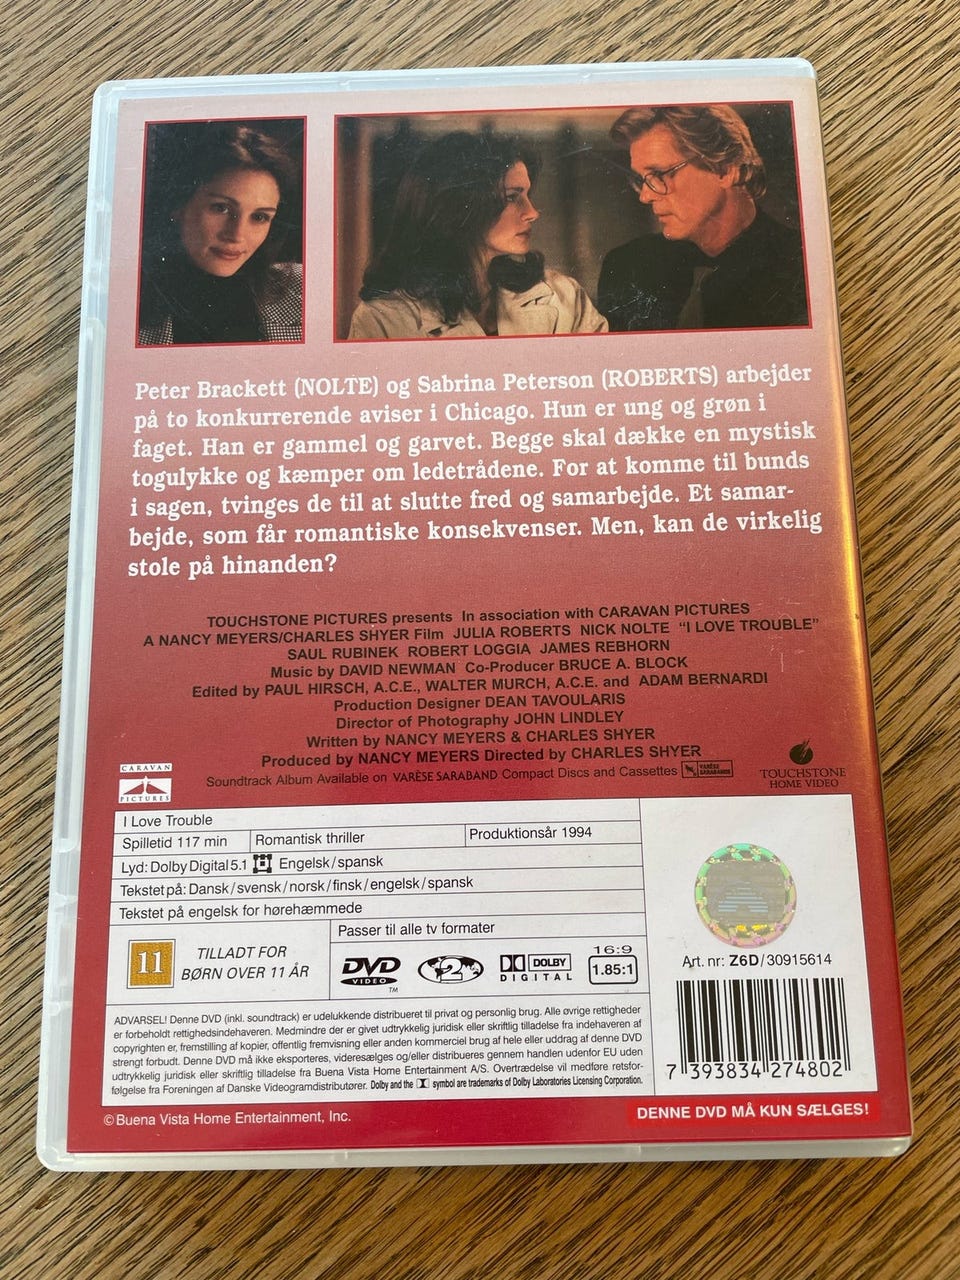 Peter Brackett (NOLTE) og Sabrina Peterson (ROBERTS) arbejder
på to konkurrerende aviser i Chicago. Hun er ung og grøn i
faget. Han er gammel og garvet. Begge skal dække en mystisk
togulykke og kæmper om ledetrådene. For at komme til bunds
i sagen, tvinges de til at slutte fred og samarbejde. Et samar-
bejde, som får romantiske konsekvenser. Men, kan de virkelig
stole på hinanden?
TOUCHSTONE PICTURES presents In association with CARAVAN PICTURES
A NANCY MEYERS/CHARLES SHYER Film JULIA ROBERTS NICK NOLTE "I LOVE TROUBLE"
SAUL RUBINEK ROBERT LOGGIA JAMES REBHORN
Music by DAVID NEWMAN Co-Producer BRUCE A. BLOCK
Edited by PAUL HIRSCH, A.C.E., WALTER MURCH, A.C.E. and ADAM BERNARDI
Production Designer DEAN TAVOULARIS
Director of Photography JOHN LINDLEY
Written by NANCY MEYERS & CHARLES SHYER
Produced by NANCY MEYERS Directed by CHARLES SHYER
Soundtrack Album Available on VARÈSE SARABAND Compact Discs and Cassettes VARÈSE SARABANDE
CARAVAN
PICTURES
TOUCHSTONE
HOME VIDEO
I Love Trouble
Spilletid 117 min Romantisk thriller Produktionsår 1994
Lyd: Dolby Digital 5.1 Engelsk/spansk
Tekstet på: Dansk/svensk/norsk/finsk/engelsk/spansk
Tekstet på engelsk for hørehæmmede
Passer til alle tv formater
11
TILLADT FOR
BØRN OVER 11 ÅR
DVD
VIDEO
TM
2
DOLBY
DIGITAL
16:9
1.85:1
Art. nr: Z6D/30915614
ADVARSEL! Denne DVD (inkl. soundtrack) er udelukkende distribueret til privat og personlig brug. Alle øvrige rettigheder
er forbeholdt rettighedsindehaveren. Medmindre der er givet udtrykkelig juridisk eller skriftlig tilladelse fra indehaveren af
copyrighten er, fremstilling af kopier, offentlig fremvisning eller anden kommerciel brug af hele eller uddrag af denne DVD
strengt forbudt. Denne DVD må ikke eksporteres, videresælges og/eller distribueres gennem handlen udenfor EU uden
udtrykkelig juridisk eller skriftlig tilladelse fra Buena Vista Home Entertainment A/S. Overtrædelse vil medføre retsfor-
følgelse fra Foreningen af Danske Videogramdistributører. Dolby and the symbol are trademarks of Dolby Laboratories Licensing Corporation.
7 393834 274802
© Buena Vista Home Entertainment, Inc.
DENNE DVD MÅ KUN SÆLGES!